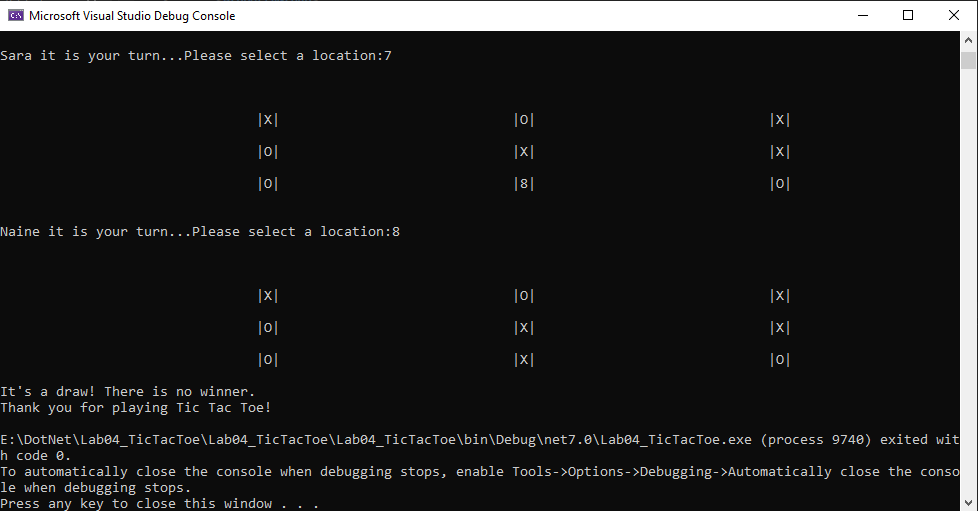 Microsoft Visual Studio Debug Console
Sara it is your turn...Please select a location:7
|X| |O| |X|
|O| |X| |X|
|O| |8| |O|
Naine it is your turn...Please select a location:8
|X| |O| |X|
|O| |X| |X|
|O| |X| |O|
It's a draw! There is no winner.
Thank you for playing Tic Tac Toe!
E:\DotNet\Lab04_TicTacToe\Lab04_TicTacToe\Lab04_TicTacToe\bin\Debug\net7.0\Lab04_TicTacToe.exe (process 9740) exited wit
h code 0.
To automatically close the console when debugging stops, enable Tools->Options->Debugging->Automatically close the conso
le when debugging stops.
Press any key to close this window . . .